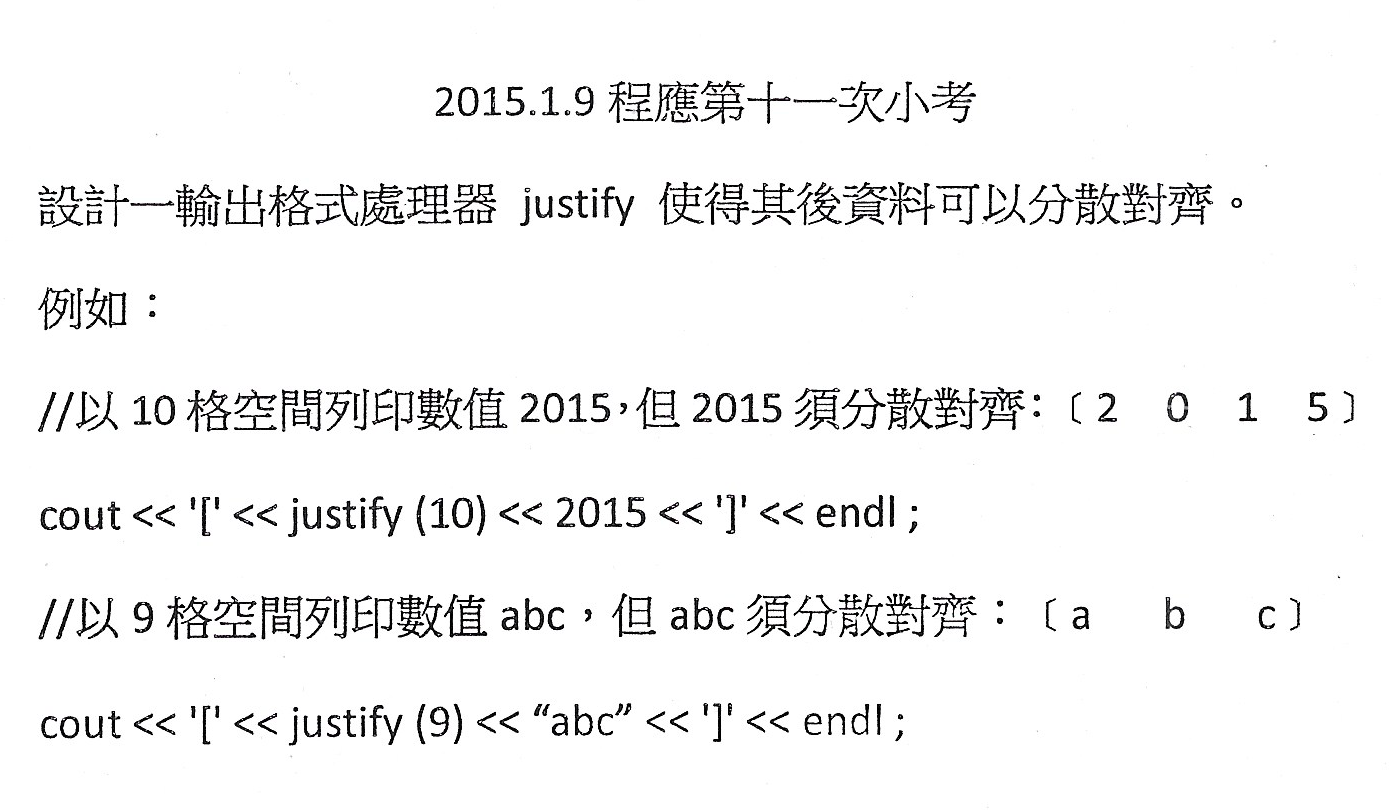 2015.1.9 程應第十一次小考
設計一輸出格式處理器 justify 使得其後資料可以分散對齊。
例如：
//以 10 格空間列印數值 2015，但 2015 須分散對齊：〔2  0  1  5〕
cout << '[' << justify (10) << 2015 << ']' << endl ;
//以 9 格空間列印數值 abc，但 abc 須分散對齊：〔a   b   c〕
cout << '[' << justify (9) << “abc” << ']' << endl ;